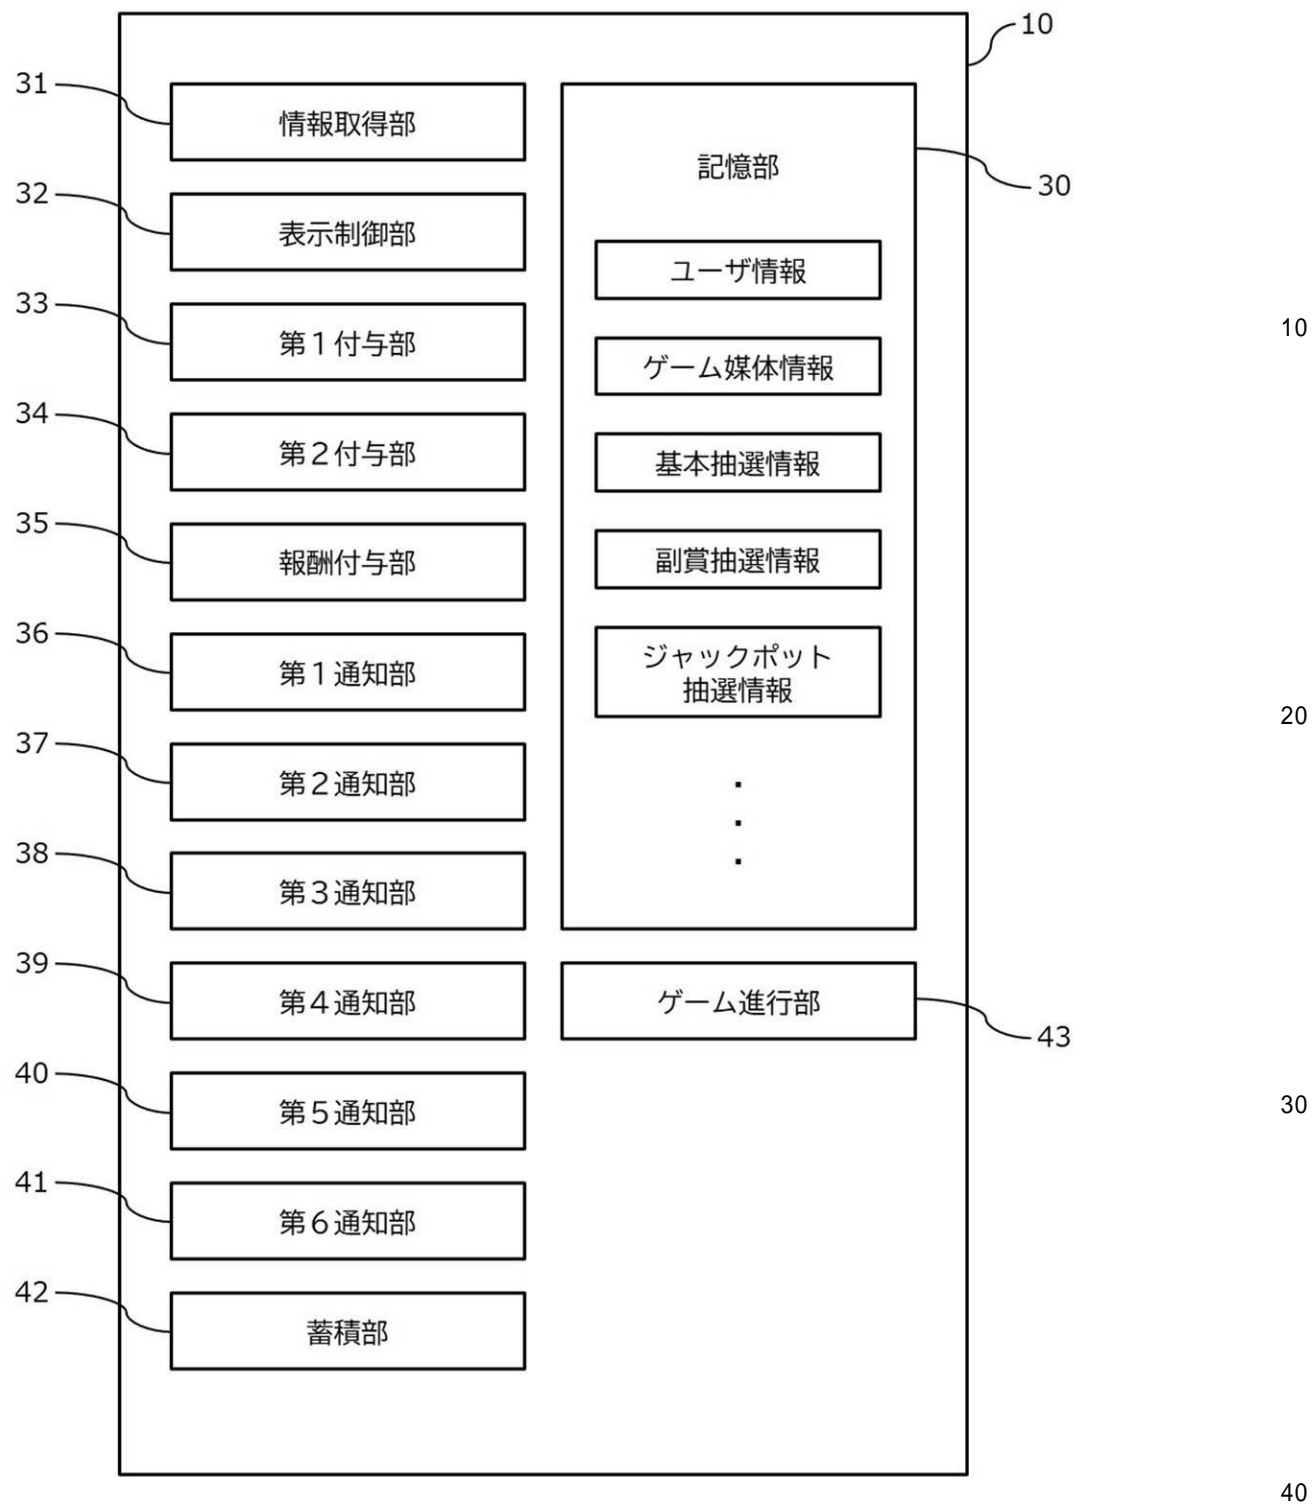 10
31
情報取得部
32
表示制御部
33
第１付与部
34
第２付与部
35
報酬付与部
36
第１通知部
37
第２通知部
38
第３通知部
39
第４通知部
40
第５通知部
41
第６通知部
42
蓄積部
記憶部
30
ユーザ情報
ゲーム媒体情報
基本抽選情報
副賞抽選情報
ジャックポット
抽選情報
・
・
・
ゲーム進行部
43
10
20
30
40